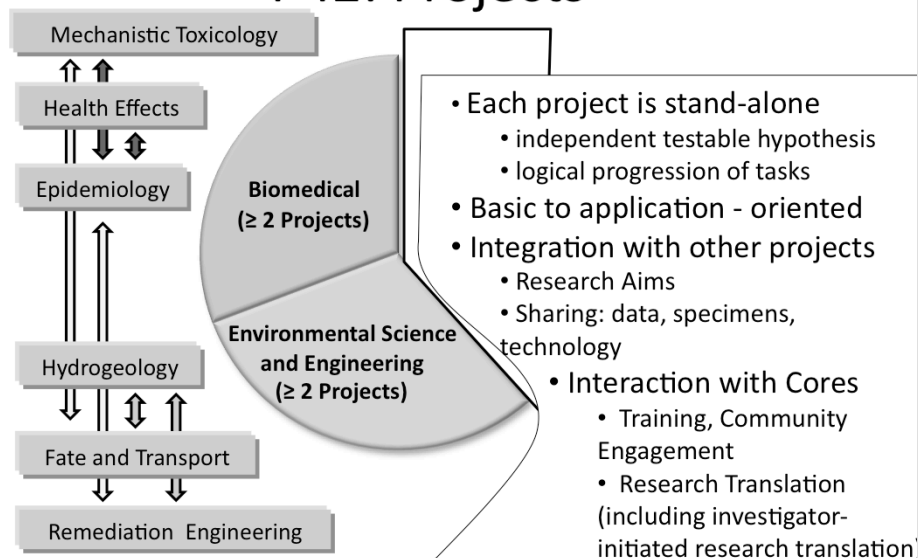 Projects
Mechanistic Toxicology
Health Effects
Epidemiology
Hydrogeology
Fate and Transport
Remediation Engineering
Biomedical
(≥ 2 Projects)
Environmental Science
and Engineering
(≥ 2 Projects)
• Each project is stand-alone
• independent testable hypothesis
• logical progression of tasks
• Basic to application - oriented
• Integration with other projects
• Research Aims
• Sharing: data, specimens,
technology
• Interaction with Cores
• Training, Community
Engagement
• Research Translation
(including investigator-
initiated research translation)